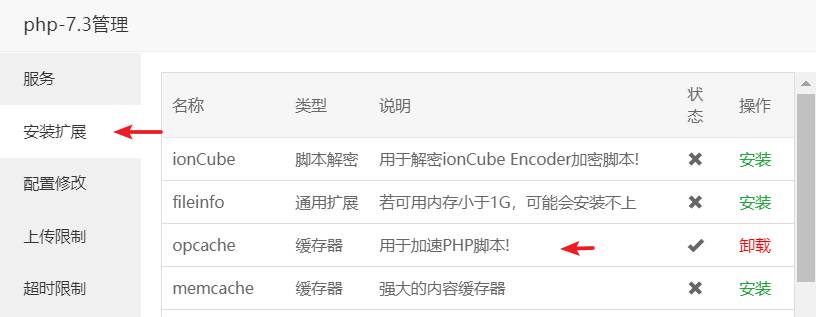 php-7.3管理
服务
安装扩展
配置修改
上传限制
超时限制
名称 类型 说明 状态 操作
ionCube 脚本解密 用于解密ionCube Encoder加密脚本! 安装
fileinfo 通用扩展 若可用内存小于1G，可能会安装不上 安装
opcache 缓存器 用于加速PHP脚本! 卸载
memcache 缓存器 强大的内容缓存器 安装